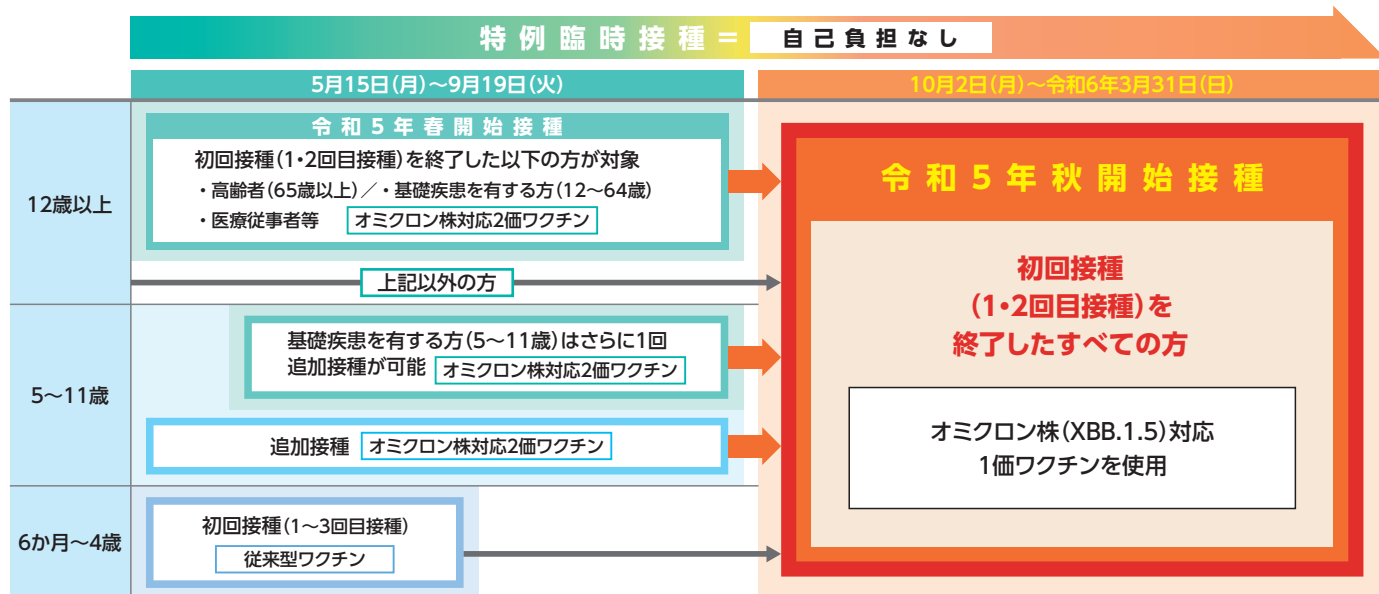 特例臨時接種＝ 自己負担なし
5月15日(月)～9月19日(火)
10月2日(月)～令和6年3月31日(日)
12歳以上
令和5年春開始接種
初回接種(1・2回目接種)を終了した以下の方が対象
・高齢者(65歳以上)／・基礎疾患を有する方(12～64歳)
・医療従事者等 オミクロン株対応2価ワクチン
上記以外の方
5～11歳
基礎疾患を有する方(5～11歳)はさらに1回
追加接種が可能 オミクロン株対応2価ワクチン
追加接種 オミクロン株対応2価ワクチン
6か月～4歳
初回接種(1～3回目接種)
従来型ワクチン
令和5年秋開始接種
初回接種
(1・2回目接種)を
終了したすべての方
オミクロン株(XBB.1.5)対応
1価ワクチンを使用